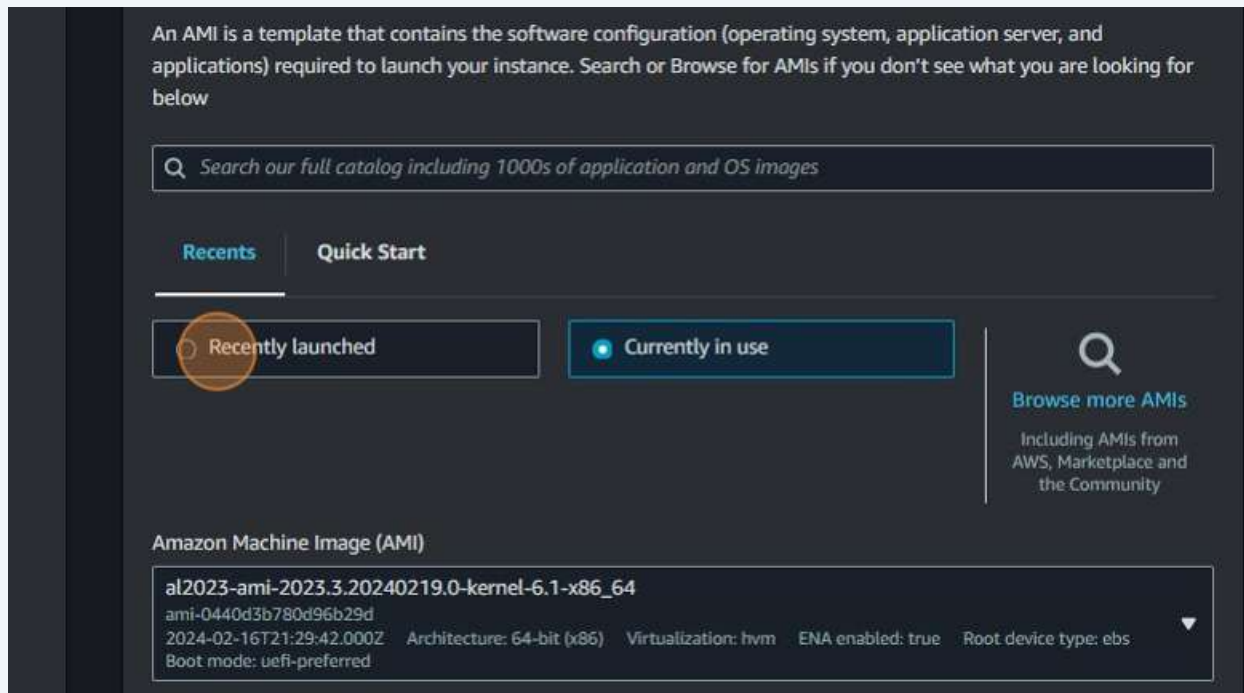 An AMI is a template that contains the software configuration (operating system, application server, and
applications) required to launch your instance. Search or Browse for AMIs if you don't see what you are looking for
below
Search our full catalog including 1000s of application and OS images
Recents
Quick Start
Recently launched
Currently in use
Browse more AMIs
Including AMIs from
AWS, Marketplace and
the Community
Amazon Machine Image (AMI)
al2023-ami-2023.3.20240219.0-kernel-6.1-x86_64
ami-0440d3b780d96b29d
2024-02-16T21:29:42.000Z Architecture: 64-bit (x86) Virtualization: hvm ENA enabled: true Root device type: ebs
Boot mode: uefi-preferred